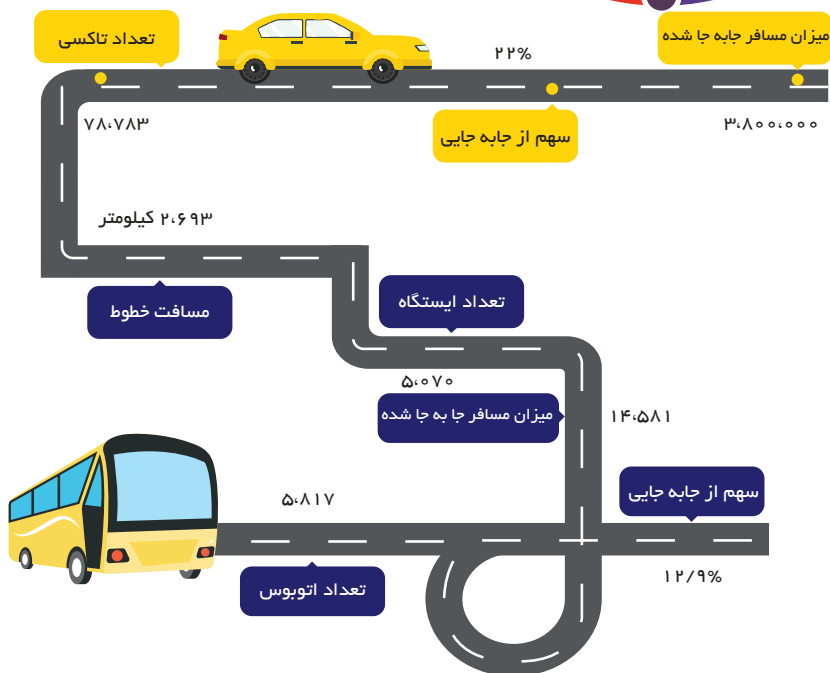 میزان مسافر جابه جا شده
۳،۸۰۰،۰۰۰
۲۲%
سهم از جابه جایی
تعداد تاکسی
۷۸،۷۸۳
۲،۶۹۳ کیلومتر
مسافت خطوط
تعداد ایستگاه
۵،۰۷۰
میزان مسافر جا به جا شده
۱۴،۵۸۱
سهم از جابه جایی
۱۲/۹%
۵،۸۱۷
تعداد اتوبوس